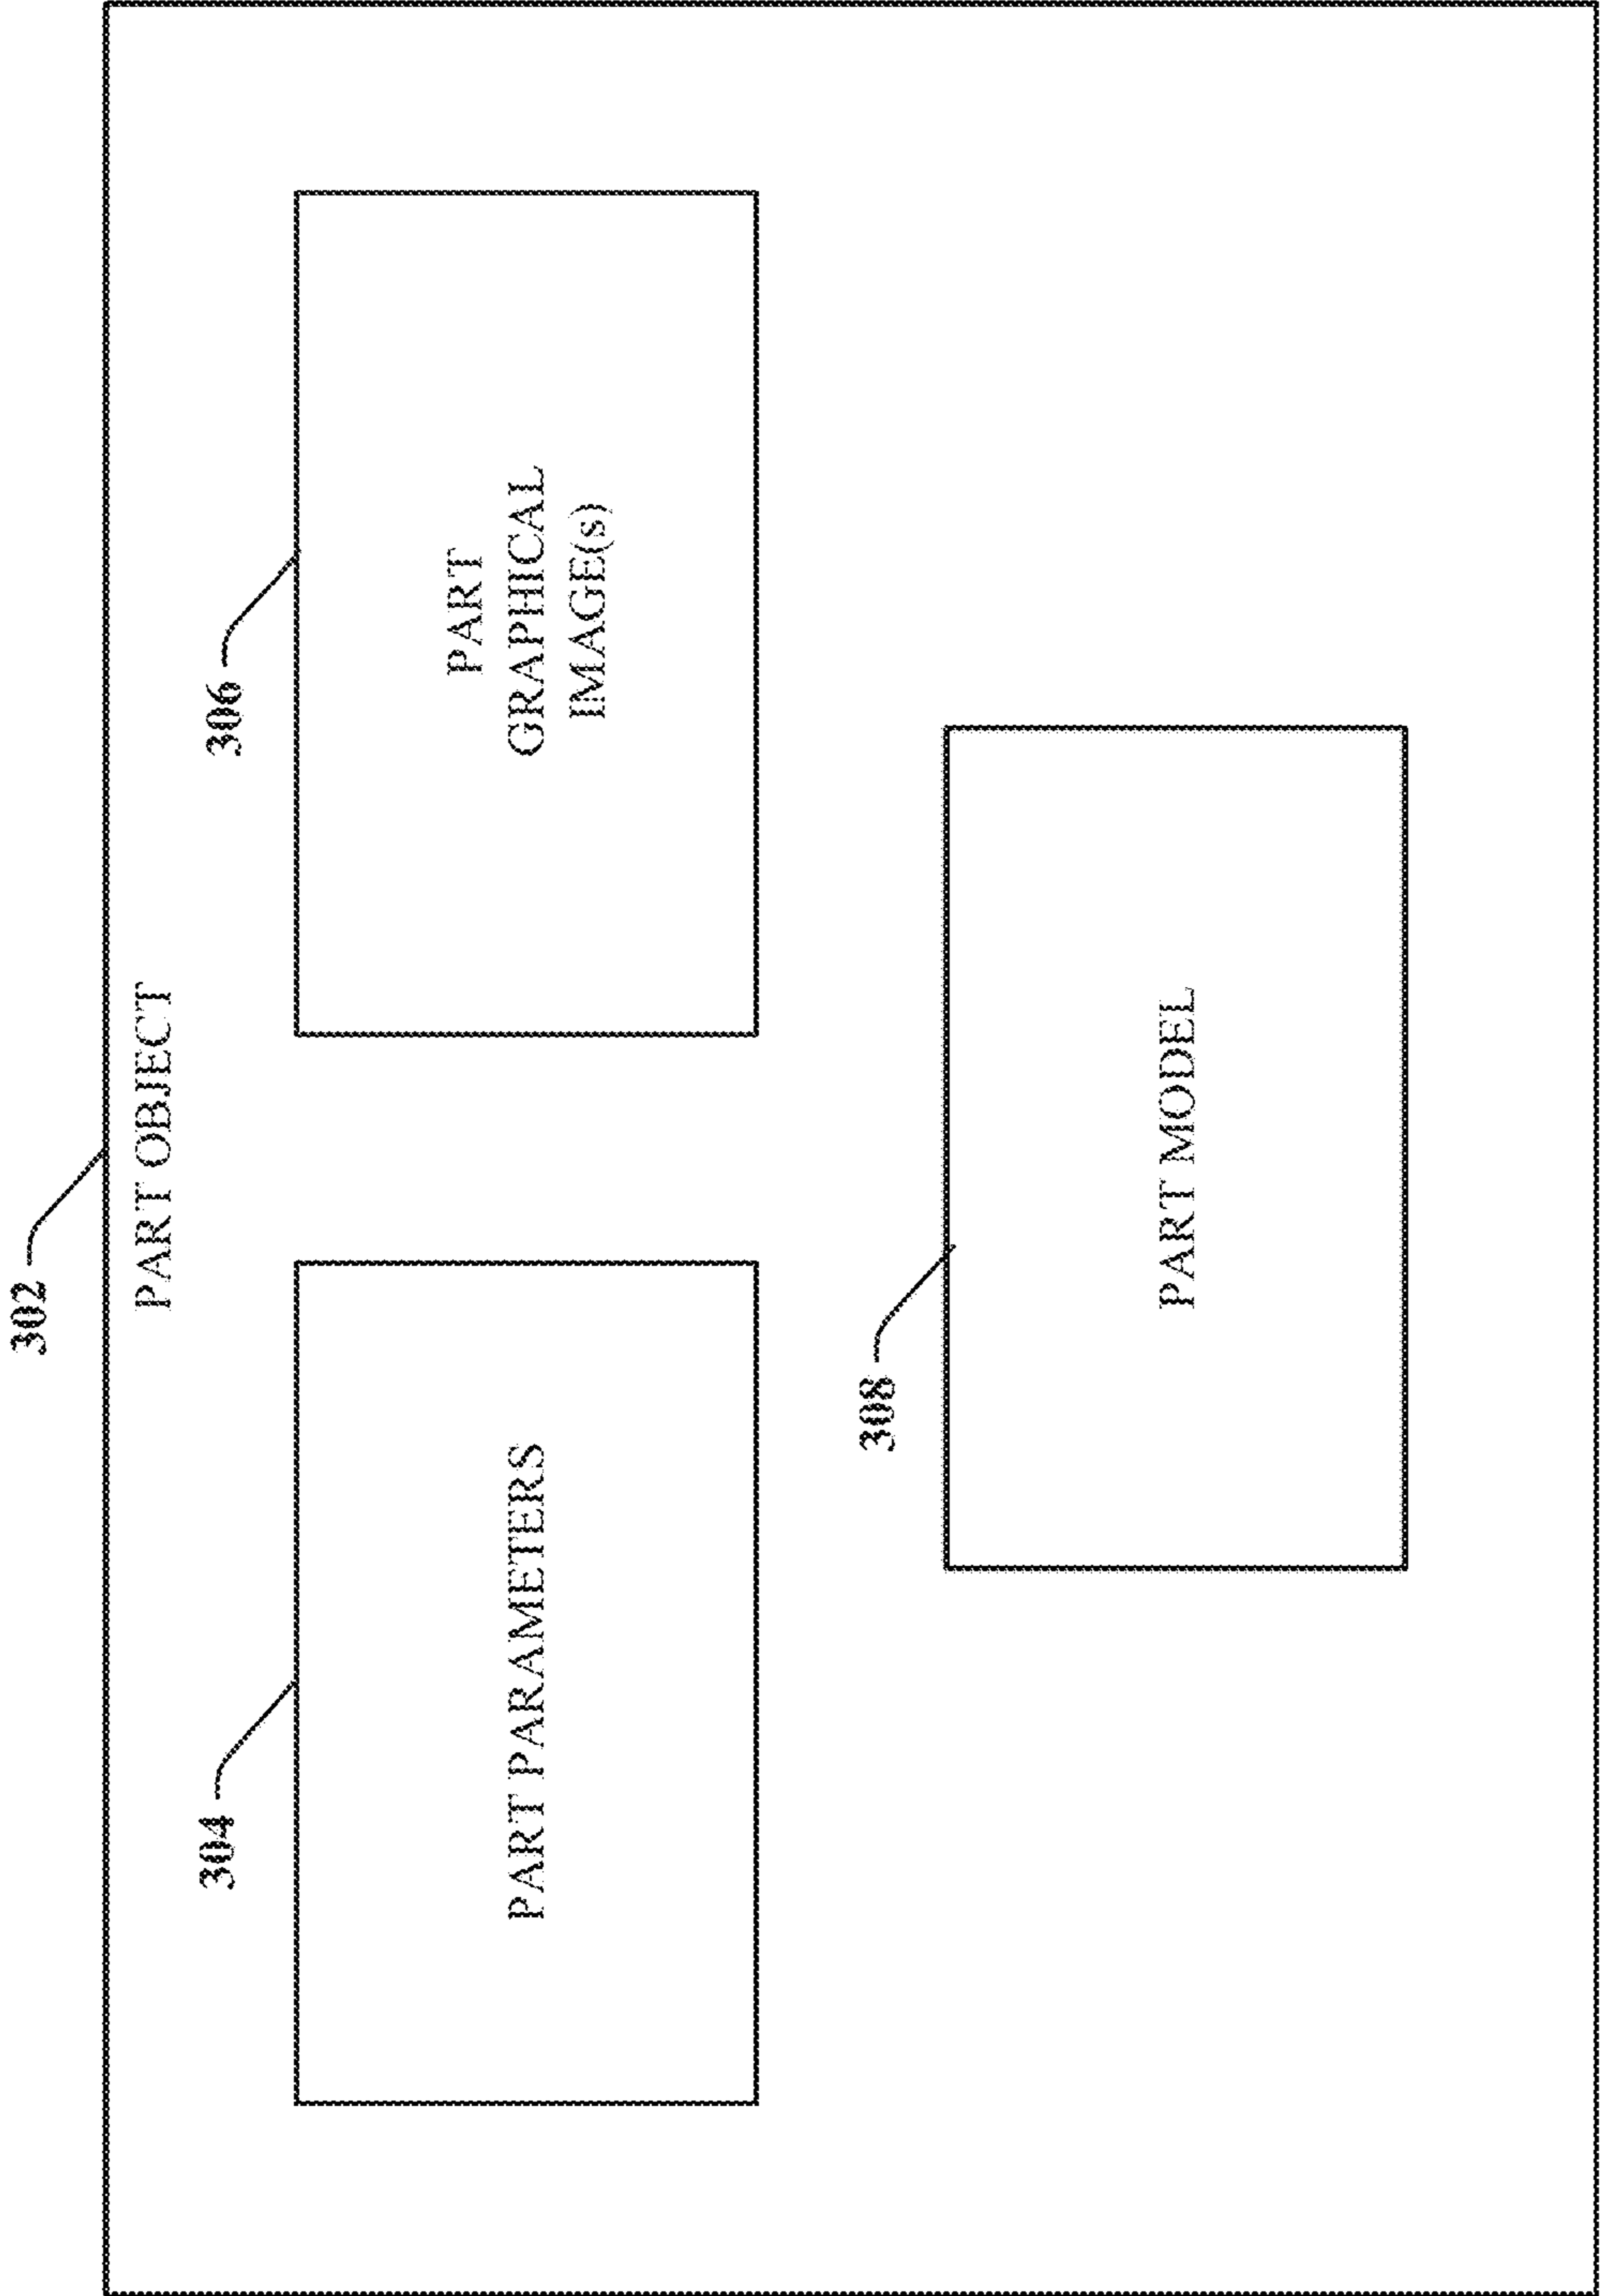 302
PART OBJECT
304
PART PARAMETERS
306
PART
GRAPHICAL
IMAGE(s)
308
PART MODEL